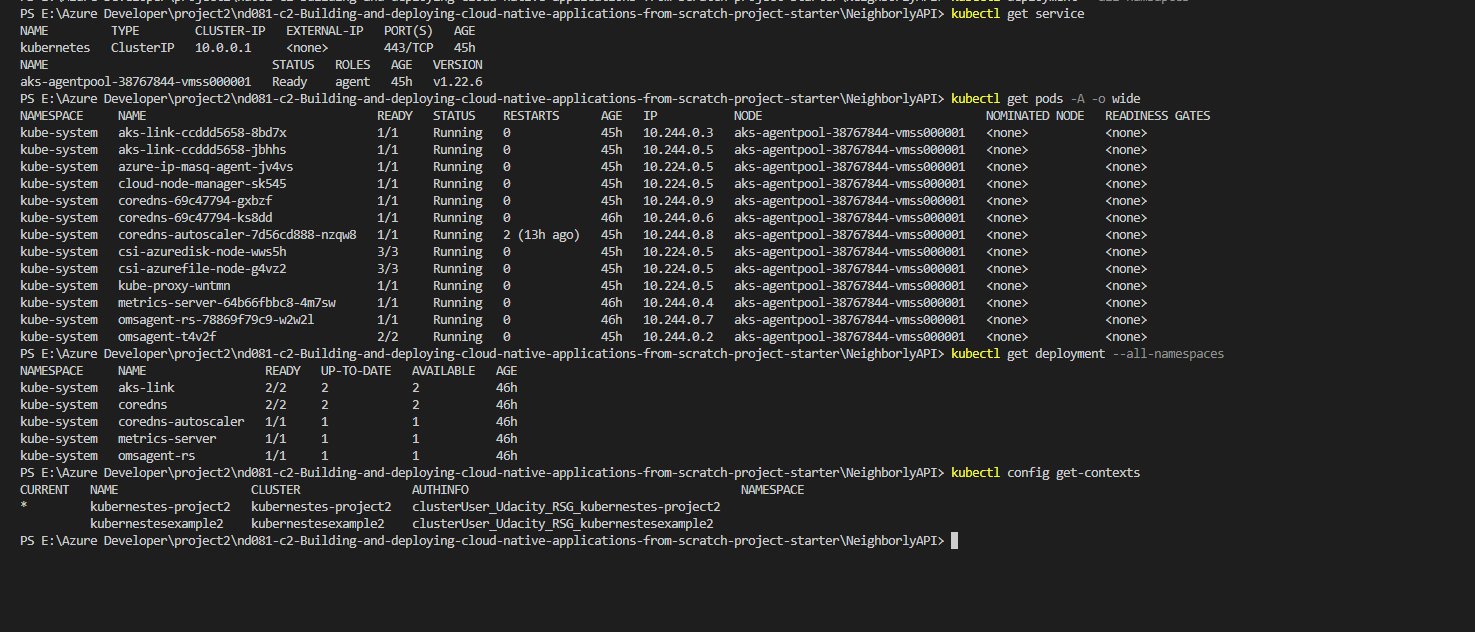 PS E:\Azure Developer\project2\nd081-c2-Building-and-deploying-cloud-native-applications-from-scratch-project-starter\NeighborlyAPI> kubectl get service
NAME TYPE CLUSTER-IP EXTERNAL-IP PORT(S) AGE
kubernetes ClusterIP 10.0.0.1 <none> 443/TCP 45h
NAME STATUS ROLES AGE VERSION
aks-agentpool-38767844-vmss000001 Ready agent 45h v1.22.6
PS E:\Azure Developer\project2\nd081-c2-Building-and-deploying-cloud-native-applications-from-scratch-project-starter\NeighborlyAPI> kubectl get pods -A -o wide
NAMESPACE NAME READY STATUS RESTARTS AGE IP NODE NOMINATED NODE READINESS GATES
kube-system aks-link-ccddd5658-8bd7x 1/1 Running 0 45h 10.244.0.3 aks-agentpool-38767844-vmss000001 <none> <none>
kube-system aks-link-ccddd5658-jbhhs 1/1 Running 0 45h 10.244.0.5 aks-agentpool-38767844-vmss000001 <none> <none>
kube-system azure-ip-masq-agent-jv4vs 1/1 Running 0 45h 10.224.0.5 aks-agentpool-38767844-vmss000001 <none> <none>
kube-system cloud-node-manager-sk545 1/1 Running 0 45h 10.224.0.5 aks-agentpool-38767844-vmss000001 <none> <none>
kube-system coredns-69c47794-gxbzf 1/1 Running 0 45h 10.244.0.9 aks-agentpool-38767844-vmss000001 <none> <none>
kube-system coredns-69c47794-ks8dd 1/1 Running 0 46h 10.244.0.6 aks-agentpool-38767844-vmss000001 <none> <none>
kube-system coredns-autoscaler-7d56cd888-nzqw8 1/1 Running 2 (13h ago) 45h 10.244.0.8 aks-agentpool-38767844-vmss000001 <none> <none>
kube-system csi-azuredisk-node-wws5h 3/3 Running 0 45h 10.224.0.5 aks-agentpool-38767844-vmss000001 <none> <none>
kube-system csi-azurefile-node-g4vz2 3/3 Running 0 45h 10.224.0.5 aks-agentpool-38767844-vmss000001 <none> <none>
kube-system kube-proxy-wntmn 1/1 Running 0 45h 10.224.0.5 aks-agentpool-38767844-vmss000001 <none> <none>
kube-system metrics-server-64b66fbbc8-4m7sw 1/1 Running 0 46h 10.244.0.4 aks-agentpool-38767844-vmss000001 <none> <none>
kube-system omsagent-rs-78869f79c9-w2w2l 1/1 Running 0 46h 10.244.0.7 aks-agentpool-38767844-vmss000001 <none> <none>
kube-system omsagent-t4v2f 2/2 Running 0 45h 10.244.0.2 aks-agentpool-38767844-vmss000001 <none> <none>
PS E:\Azure Developer\project2\nd081-c2-Building-and-deploying-cloud-native-applications-from-scratch-project-starter\NeighborlyAPI> kubectl get deployment --all-namespaces
NAMESPACE NAME READY UP-TO-DATE AVAILABLE AGE
kube-system aks-link 2/2 2 2 46h
kube-system coredns 2/2 2 2 46h
kube-system coredns-autoscaler 1/1 1 1 46h
kube-system metrics-server 1/1 1 1 46h
kube-system omsagent-rs 1/1 1 1 46h
PS E:\Azure Developer\project2\nd081-c2-Building-and-deploying-cloud-native-applications-from-scratch-project-starter\NeighborlyAPI> kubectl config get-contexts
CURRENT NAME CLUSTER AUTHINFO NAMESPACE
* kubernestes-project2 kubernestes-project2 clusterUser_Udacity_RSG_kubernestes-project2
kubernestesexample2 kubernestesexample2 clusterUser_Udacity_RSG_kubernestesexample2
PS E:\Azure Developer\project2\nd081-c2-Building-and-deploying-cloud-native-applications-from-scratch-project-starter\NeighborlyAPI>